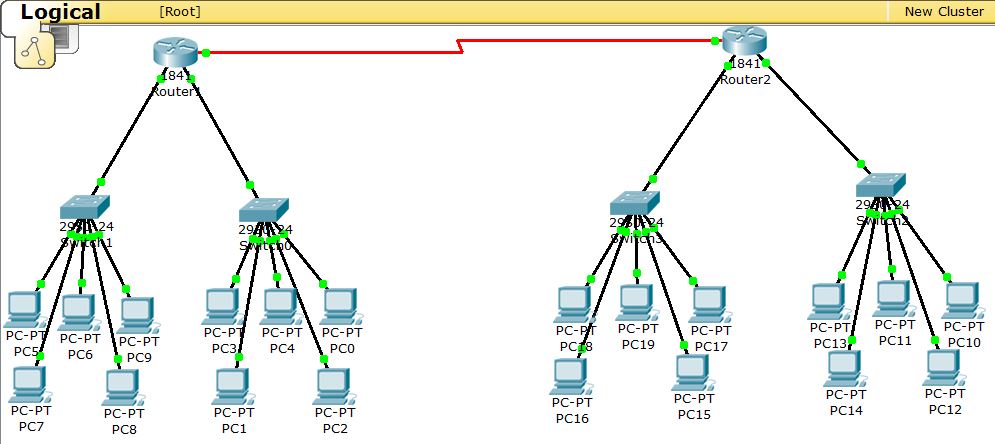 Logical
[Root]
New Cluster
1841
Router1
1841
Router2
2950-24
Switch1
2950-24
Switch0
2950-24
Switch3
2950-24
Switch2
PC-PT
PC5
PC-PT
PC6
PC-PT
PC9
PC-PT
PC3
PC-PT
PC4
PC-PT
PC0
PC-PT
PC18
PC-PT
PC19
PC-PT
PC17
PC-PT
PC13
PC-PT
PC11
PC-PT
PC10
PC-PT
PC7
PC-PT
PC8
PC-PT
PC1
PC-PT
PC2
PC-PT
PC16
PC-PT
PC15
PC-PT
PC14
PC-PT
PC12